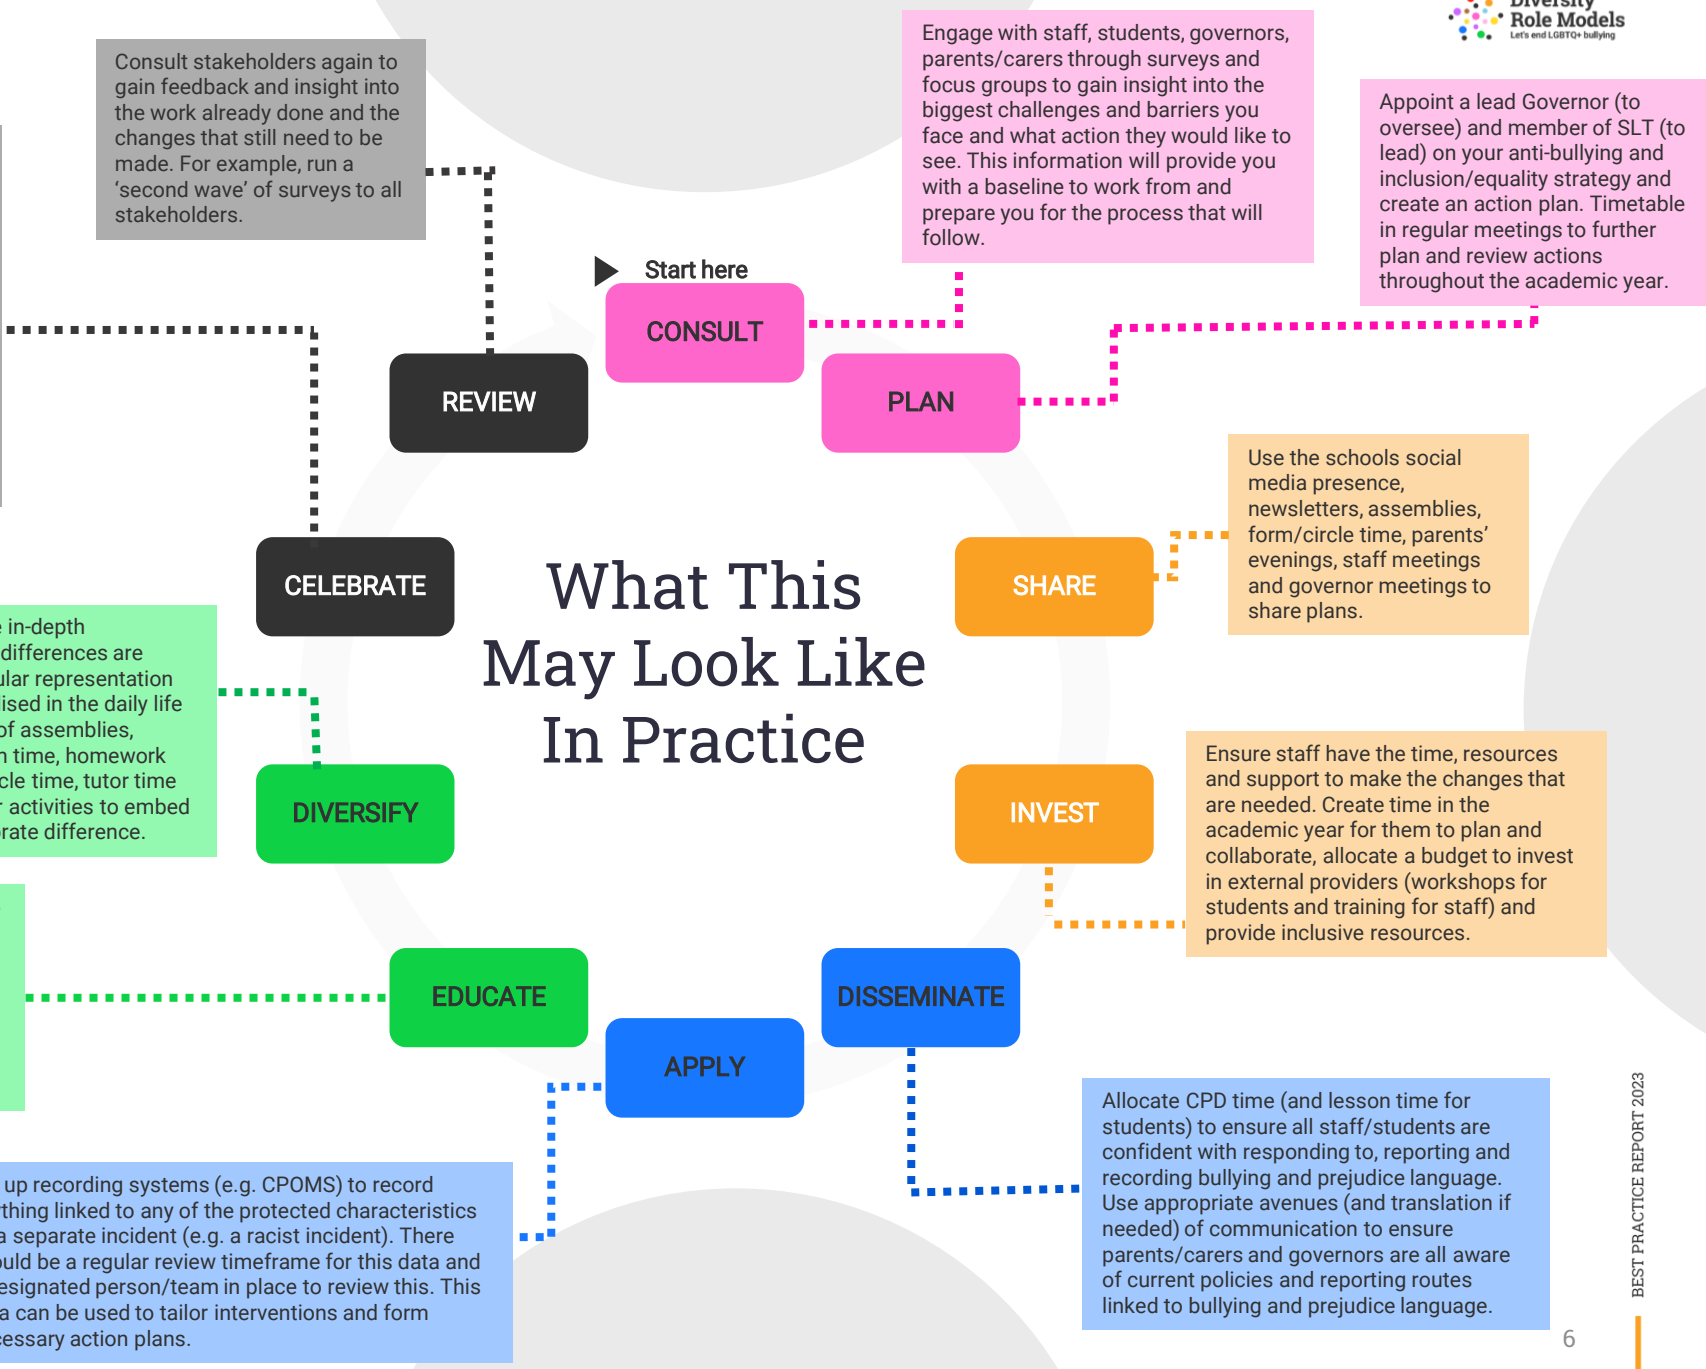 Diversity
Role Models
Let's end LGBTQ+ bullying
Consult stakeholders again to
gain feedback and insight into
the work already done and the
changes that still need to be
made. For example, run a
‘second wave’ of surveys to all
stakeholders.
Engage with staff, students, governors,
parents/carers through surveys and
focus groups to gain insight into the
biggest challenges and barriers you
face and what action they would like to
see. This information will provide you
with a baseline to work from and
prepare you for the process that will
follow.
Appoint a lead Governor (to
oversee) and member of SLT (to
lead) on your anti-bullying and
inclusion/equality strategy and
create an action plan. Timetable
in regular meetings to further
plan and review actions
throughout the academic year.
Start here
CONSULT
PLAN
REVIEW
Use the schools social
media presence,
newsletters, assemblies,
form/circle time, parents’
evenings, staff meetings
and governor meetings to
share plans.
SHARE
CELEBRATE
What This
May Look Like
In Practice
in-depth
differences are
representation
in the daily life
of assemblies,
time, homework
time, tutor time
activities to embed
difference.
DIVERSIFY
INVEST
Ensure staff have the time, resources
and support to make the changes that
are needed. Create time in the
academic year for them to plan and
collaborate, allocate a budget to invest
in external providers (workshops for
students and training for staff) and
provide inclusive resources.
EDUCATE
DISSEMINATE
APPLY
Allocate CPD time (and lesson time for
students) to ensure all staff/students are
confident with responding to, reporting and
recording bullying and prejudice language.
Use appropriate avenues (and translation if
needed) of communication to ensure
parents/carers and governors are all aware
of current policies and reporting routes
linked to bullying and prejudice language.
up recording systems (e.g. CPOMS) to record
linked to any of the protected characteristics
a separate incident (e.g. a racist incident). There
be a regular review timeframe for this data and
person/team in place to review this. This
can be used to tailor interventions and form
action plans.
BEST PRACTICE REPORT 2023
6